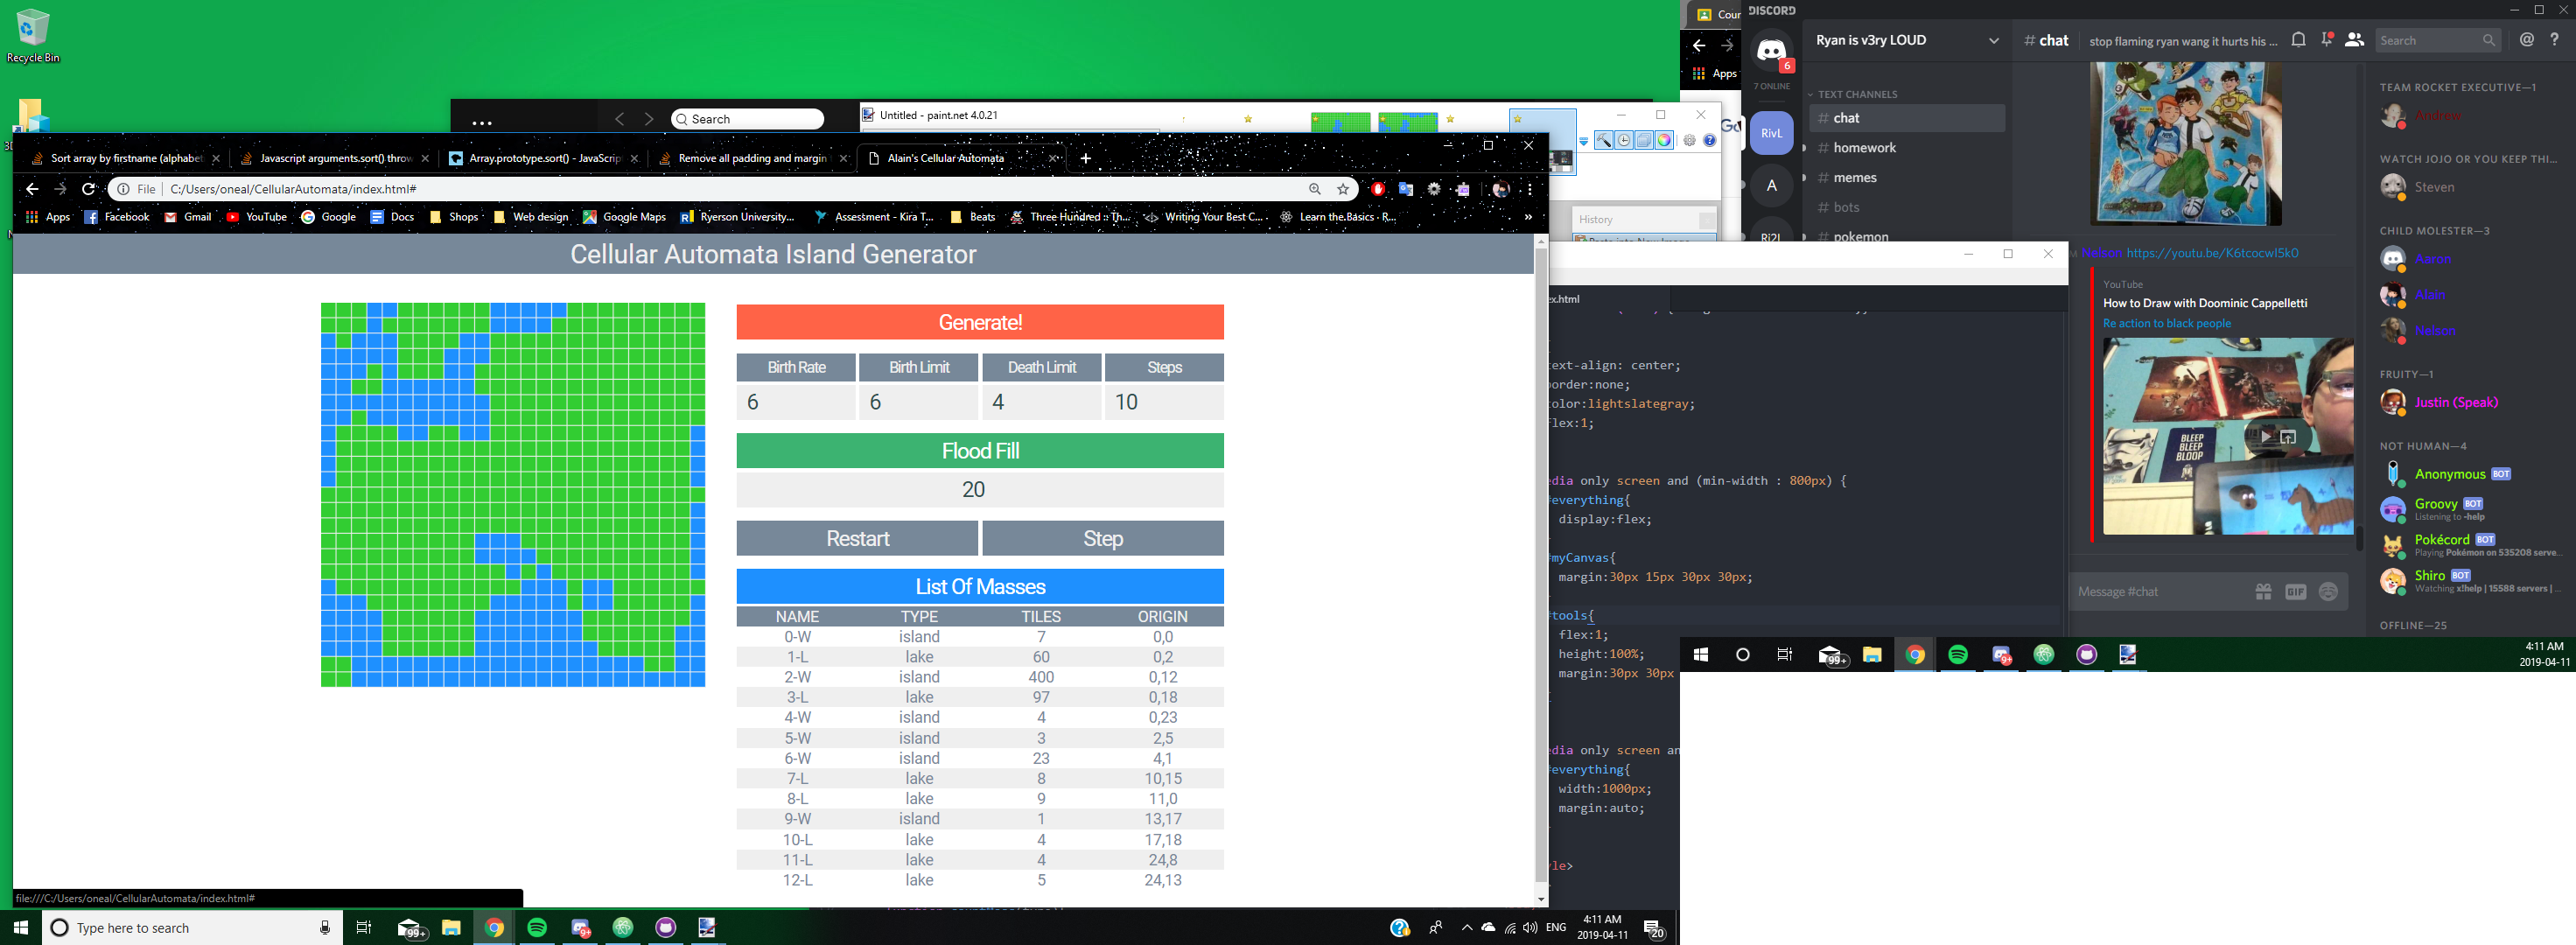 Recycle Bin
Search
Untitled - paint.net 4.0.21
Sort array by firstname (alphabet
Javascript arguments.sort() throw
Array.prototype.sort() - JavaScrip
Remove all padding and margin
Alain's Cellular Automata
File
C:/Users/oneal/CellularAutomata/index.html#
Apps
Facebook
Gmail
YouTube
Google
Docs
Shops
Web design
Google Maps
Ryerson University...
Assessment - Kira T...
Beats
Three Hundred :: Th...
Writing Your Best C...
Learn the Basics · R...
»
History
Cellular Automata Island Generator
Generate!
Birth Rate Birth Limit Death Limit Steps
6 6 4 10
Flood Fill
20
Restart Step
List Of Masses
NAME TYPE TILES ORIGIN
0-W island 7 0,0
1-L lake 60 0,2
2-W island 400 0,12
3-L lake 97 0,18
4-W island 4 0,23
5-W island 3 2,5
6-W island 23 4,1
7-L lake 8 10,15
8-L lake 9 11,0
9-W island 1 13,17
10-L lake 4 17,18
11-L lake 4 24,8
12-L lake 5 24,13
file:///C:/Users/oneal/CellularAutomata/index.html#
ex.html
text-align: center;
border:none;
color:lightslategray;
flex:1;
edia only screen and (min-width : 800px) {
#everything{
display:flex;
#myCanvas{
margin:30px 15px 30px 30px;
#tools{
flex:1;
height:100%;
margin:30px 30px
edia only screen an
#everything{
width:1000px;
margin:auto;
yle>
Type here to search
99+
9+
ENG
4:11 AM
2019-04-11
20
Cour
Apps
DISCORD
6
7 ONLINE
RivL
A
Ri2L
Ryan is v3ry LOUD
TEXT CHANNELS
# chat
# homework
# memes
# bots
# pokemon
# chat
stop flaming ryan wang it hurts his ...
Search
Nelson https://youtu.be/K6tcocwI5k0
YouTube
How to Draw with Doominic Cappelletti
Re action to black people
BLEEP
BLEEP
BLOOP
Message #chat
GIF
TEAM ROCKET EXECUTIVE—1
Andrew
WATCH JOJO OR YOU KEEP THI...
Steven
CHILD MOLESTER—3
Aaron
Alain
Nelson
FRUITY—1
Justin (Speak)
NOT HUMAN—4
Anonymous BOT
Groovy BOT
Listening to -help
Pokécord BOT
Playing Pokémon on 535208 serve...
Shiro BOT
Watching x!help | 15588 servers | ...
OFFLINE—25
99+
9+
4:11 AM
2019-04-11